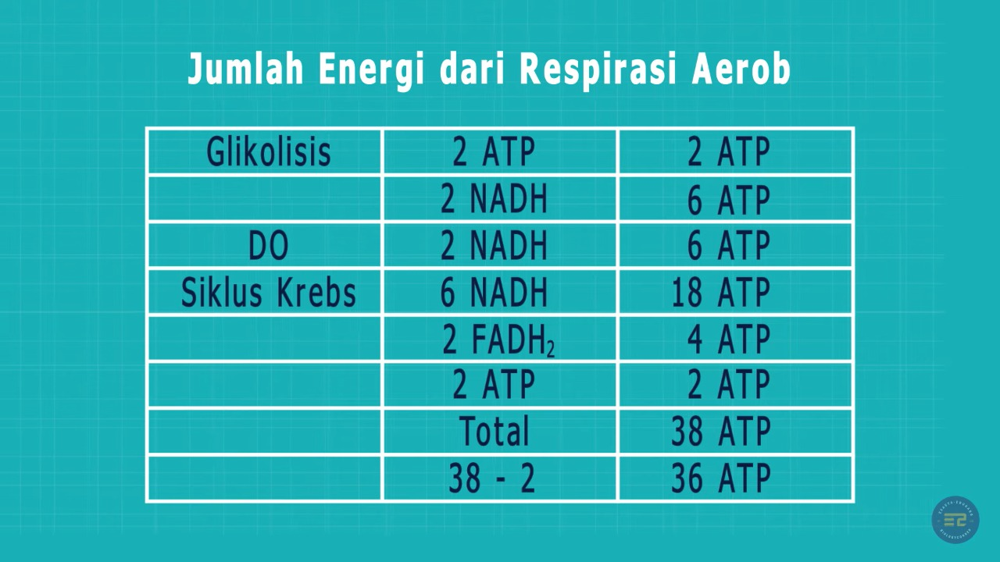 Jumlah Energi dari Respirasi Aerob
Glikolisis 2 ATP 2 ATP
2 NADH 6 ATP
DO 2 NADH 6 ATP
Siklus Krebs 6 NADH 18 ATP
2 FADH₂ 4 ATP
2 ATP 2 ATP
Total 38 ATP
38 - 2 36 ATP